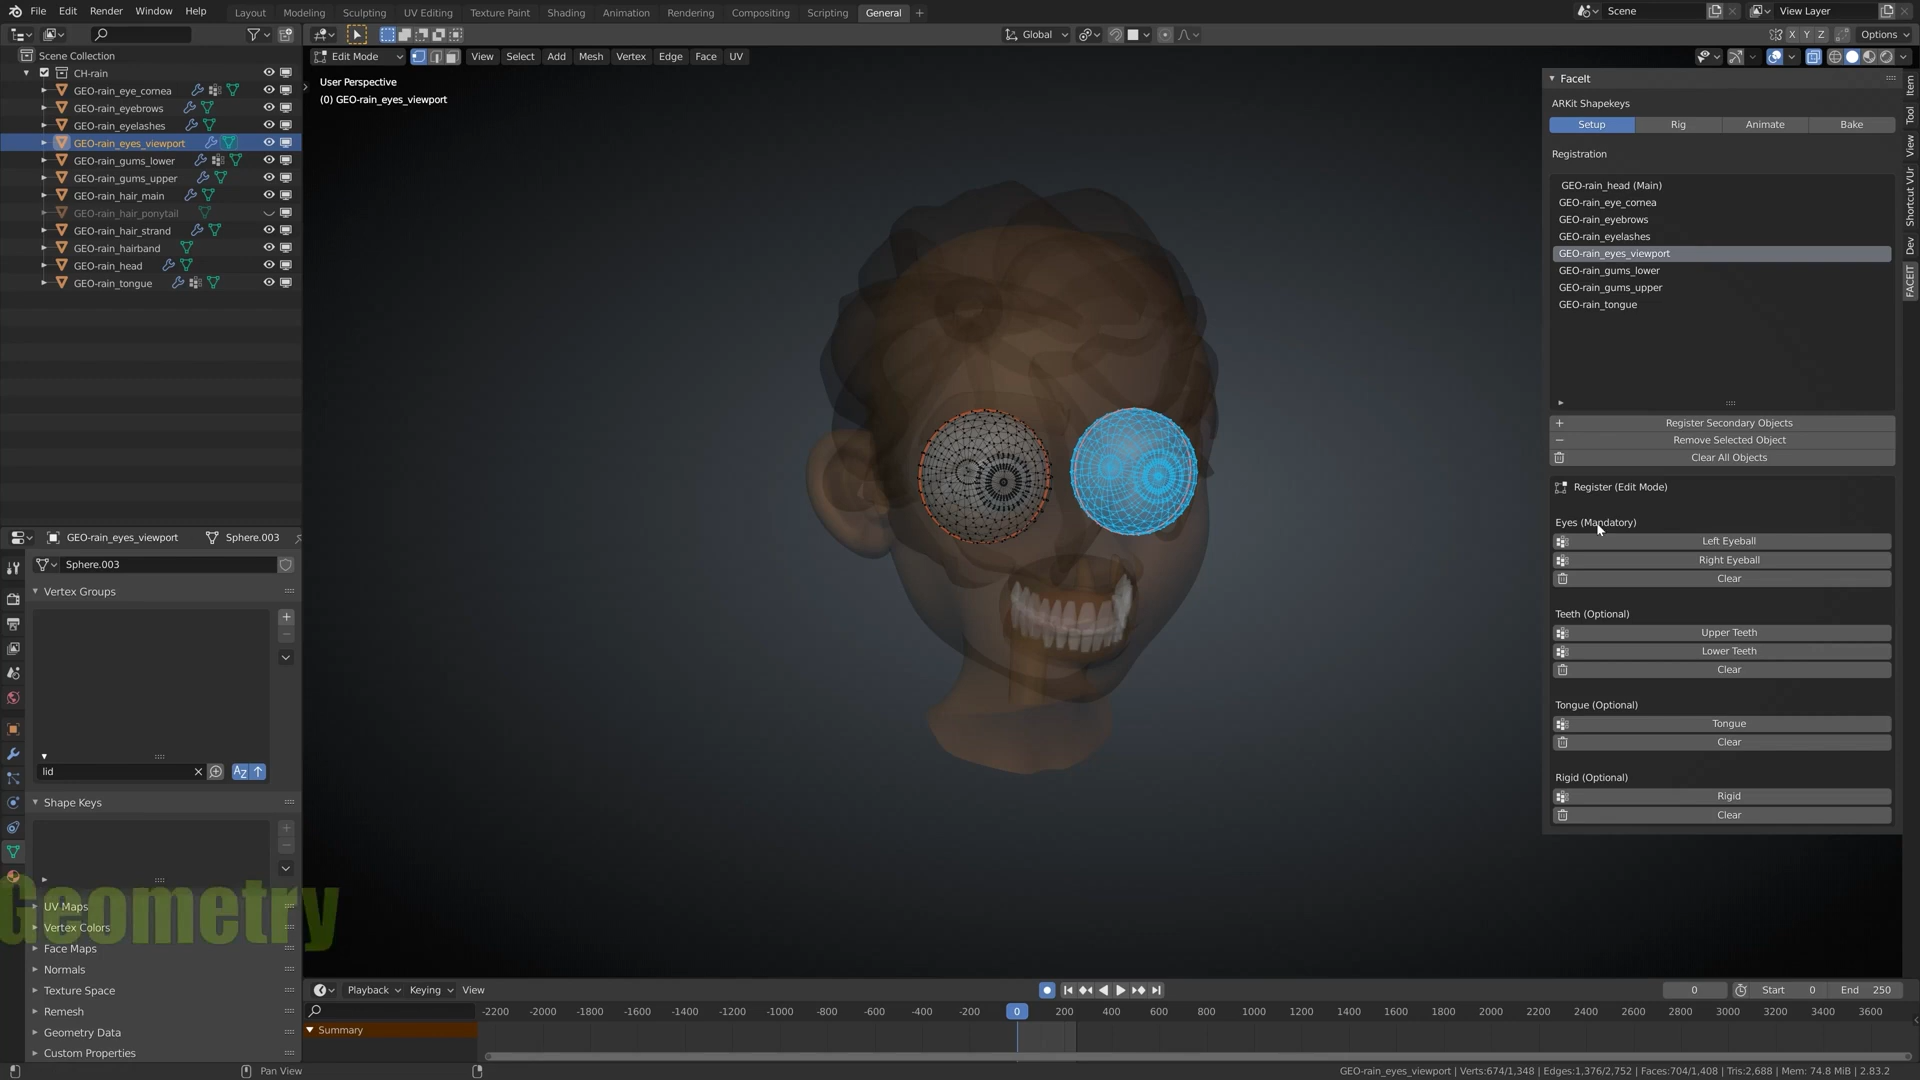 File Edit Render Window Help Layout Modeling Sculpting UV Editing Texture Paint Shading Animation Rendering Compositing Scripting General + Scene View Layer
Global X Y Z Options
Scene Collection
CH-rain
GEO-rain_eye_cornea
GEO-rain_eyebrows
GEO-rain_eyelashes
GEO-rain_eyes_viewport
GEO-rain_gums_lower
GEO-rain_gums_upper
GEO-rain_hair_main
GEO-rain_hair_ponytail
GEO-rain_hair_strand
GEO-rain_hairband
GEO-rain_head
GEO-rain_tongue
Edit Mode View Select Add Mesh Vertex Edge Face UV
User Perspective
(0) GEO-rain_eyes_viewport
FaceIt
ARKit Shapekeys
Setup Rig Animate Bake
Registration
GEO-rain_head (Main)
GEO-rain_eye_cornea
GEO-rain_eyebrows
GEO-rain_eyelashes
GEO-rain_eyes_viewport
GEO-rain_gums_lower
GEO-rain_gums_upper
GEO-rain_tongue
Register Secondary Objects
Remove Selected Object
Clear All Objects
Register (Edit Mode)
Eyes (Mandatory)
Left Eyeball
Right Eyeball
Clear
Teeth (Optional)
Upper Teeth
Lower Teeth
Clear
Tongue (Optional)
Tongue
Clear
Rigid (Optional)
Rigid
Clear
Item
Tool
View
Shortcut VUr
Dev
FACEIT
GEO-rain_eyes_viewport Sphere.003
Sphere.003
Vertex Groups
lid
Shape Keys
Geometry
UV Maps
Vertex Colors
Face Maps
Normals
Texture Space
Remesh
Geometry Data
Custom Properties
Playback Keying View 0 Start 0 End 250
-2200 -2000 -1800 -1600 -1400 -1200 -1000 -800 -600 -400 -200 0 200 400 600 800 1000 1200 1400 1600 1800 2000 2200 2400 2600 2800 3000 3200 3400 3600
Summary
Pan View
GEO-rain_eyes_viewport | Verts:674/1,348 | Edges:1,376/2,752 | Faces:704/1,408 | Tris:2,688 | Mem: 74.8 MiB | 2.83.2